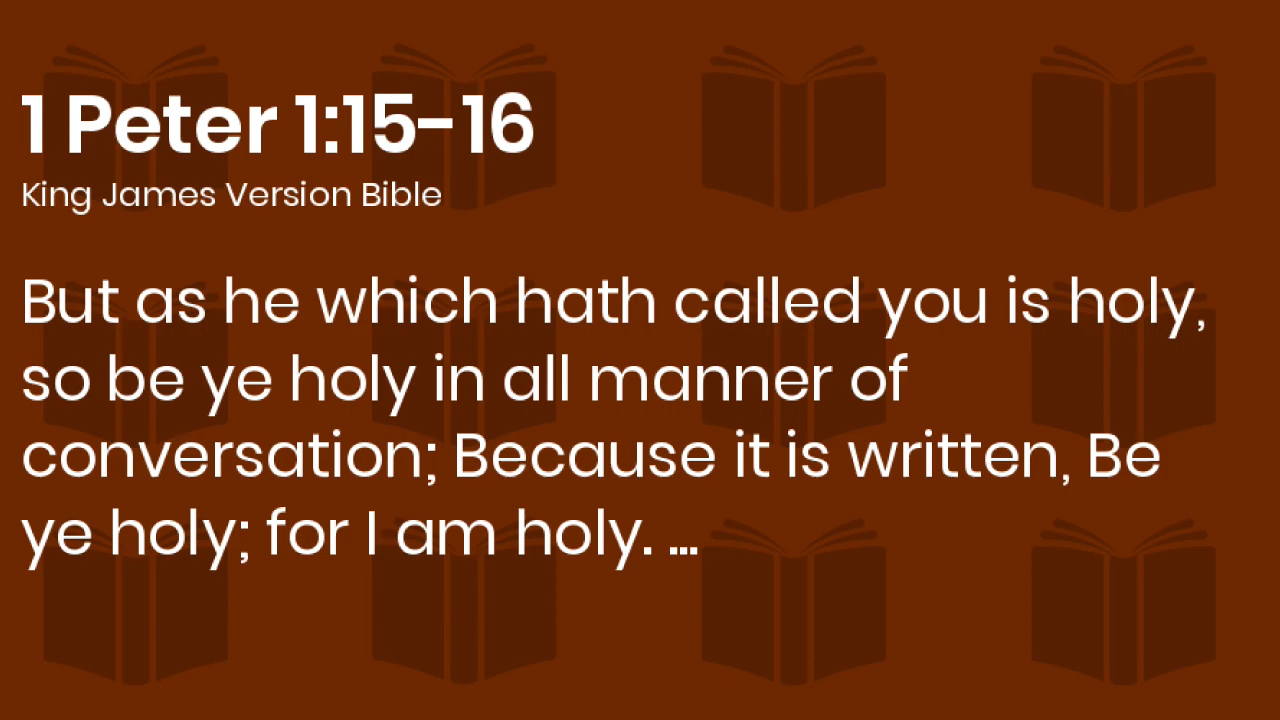 1 Peter 1:15-16
King James Version Bible
But as he which hath called you is holy,
so be ye holy in all manner of
conversation; Because it is written, Be
ye holy; for I am holy. ...